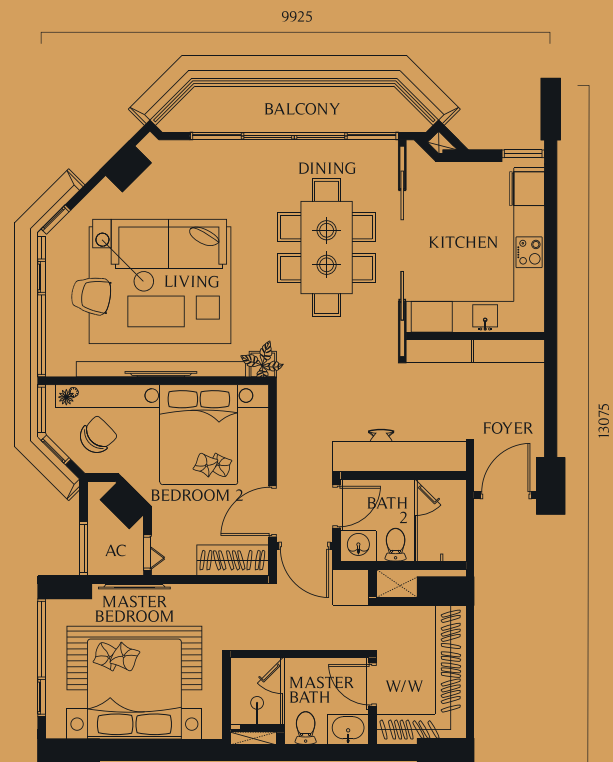 9925
BALCONY
DINING
KITCHEN
LIVING
13075
FOYER
BEDROOM 2
BATH
2
AC
MASTER
BEDROOM
MASTER
BATH
W/W